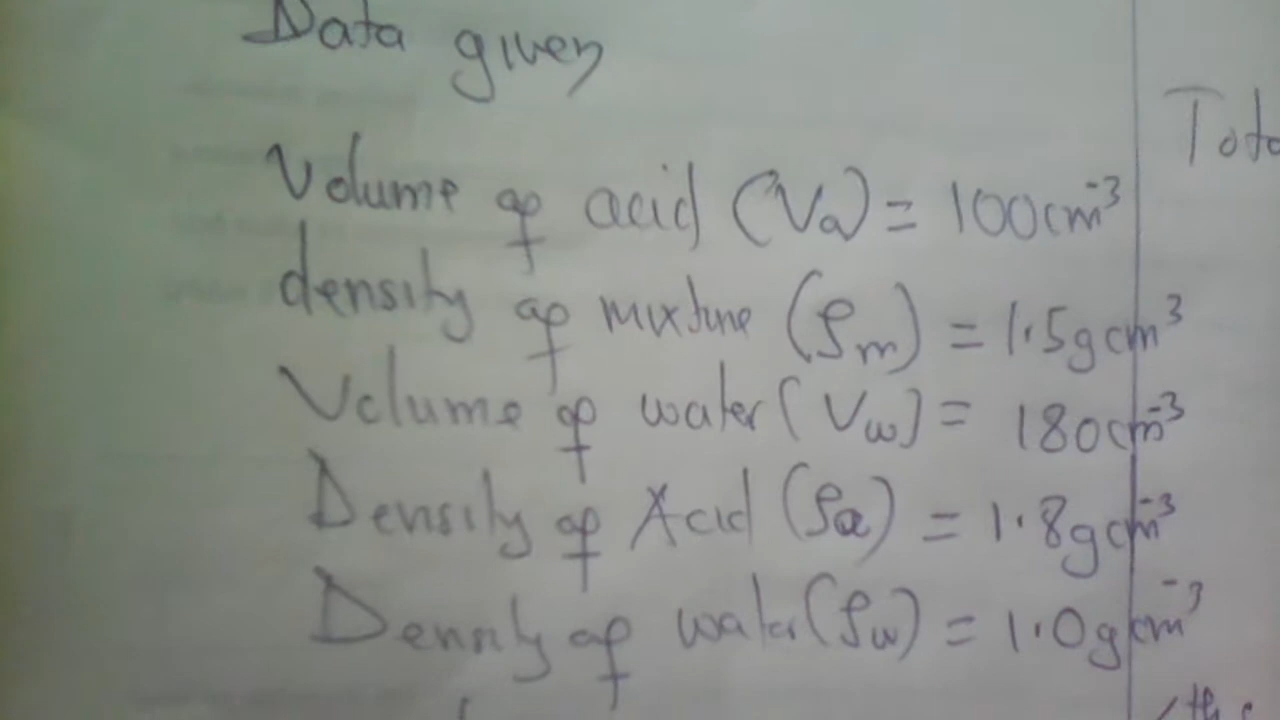 Data given
Tota
Volume of acid (Va) = 100cm⁻³
density of mixture (ρm) = 1.5gcm³
Volume of water (Vw) = 180cm⁻³
Density of Acid (ρa) = 1.8gcm⁻³
Density of water (ρw) = 1.0gcm⁻³
the